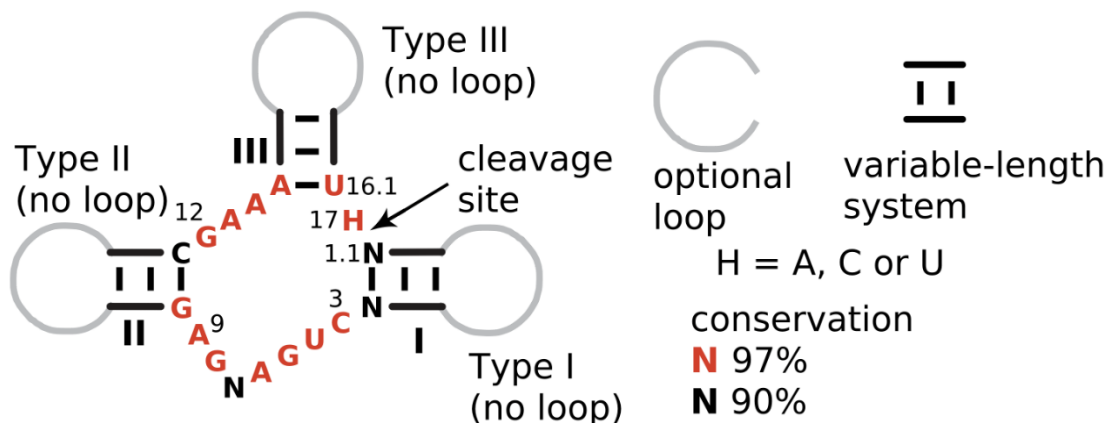 Type III
(no loop)
III
Type II
(no loop)
cleavage
site
optional
loop
variable-length
system
A U 16.1
12 G A A
17 H
C
1.1 N
H = A, C or U
G
3 N
C
II
A 9
G
N A G U
I
conservation
N 97%
N 90%
Type I
(no loop)